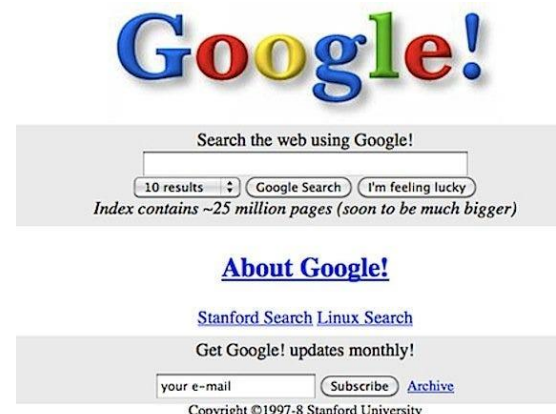 Google!
Search the web using Google!
10 results Google Search I'm feeling lucky
Index contains ~25 million pages (soon to be much bigger)
About Google!
Stanford Search Linux Search
Get Google! updates monthly!
your e-mail Subscribe Archive
Copyright ©1997-8 Stanford University